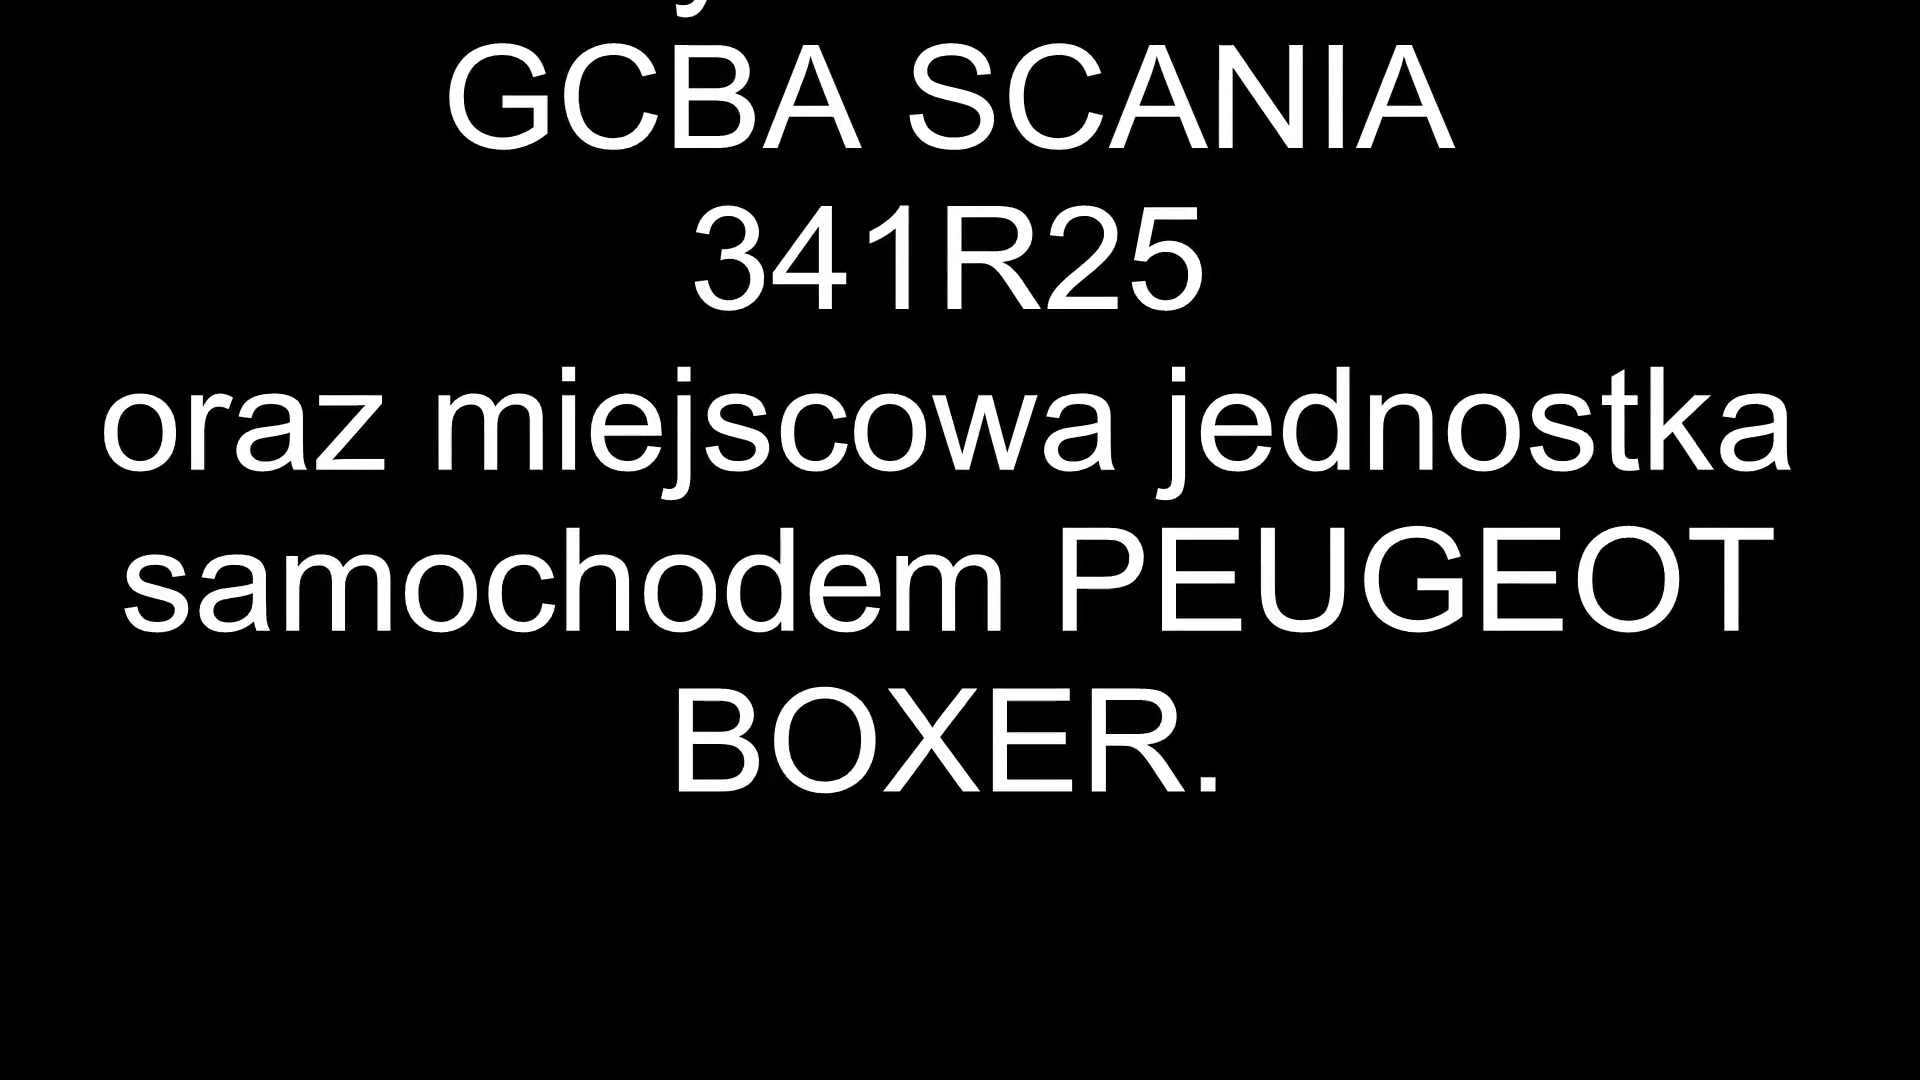 GCBA SCANIA
341R25
oraz miejscowa jednostka
samochodem PEUGEOT
BOXER.